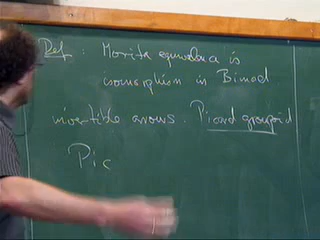 Def : Morita equivalence is
isomorphism in Bimod
invertible arrows. Picard groupoid
Pic